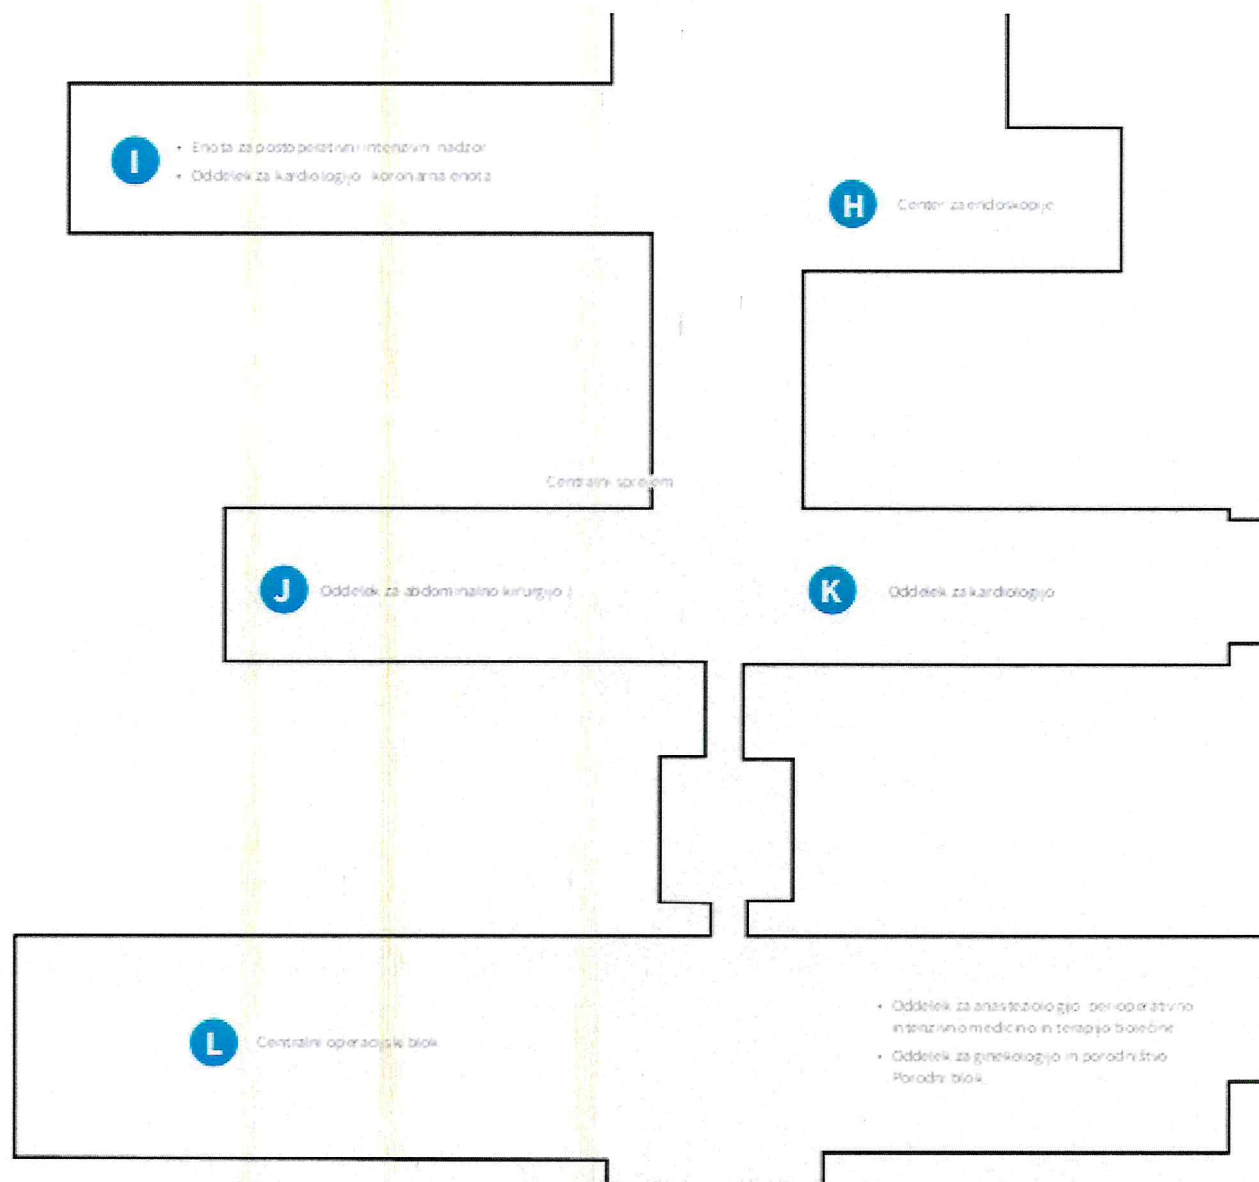 I
• Enota za postoperativni intenzivni nadzor
• Oddelek za kardiologijo koronarna enota
H
Center za endoskopije
Centralni sprejem
J
Oddelek za abdominalno kirurgijo
K
Oddelek za kardiologijo
L
Centralni operacijski blok
• Oddelek za anesteziologijo perioperativno
intenzivno medicino in terapijo bolečine
• Oddelek za ginekologijo in porodništvo
Porodni blok